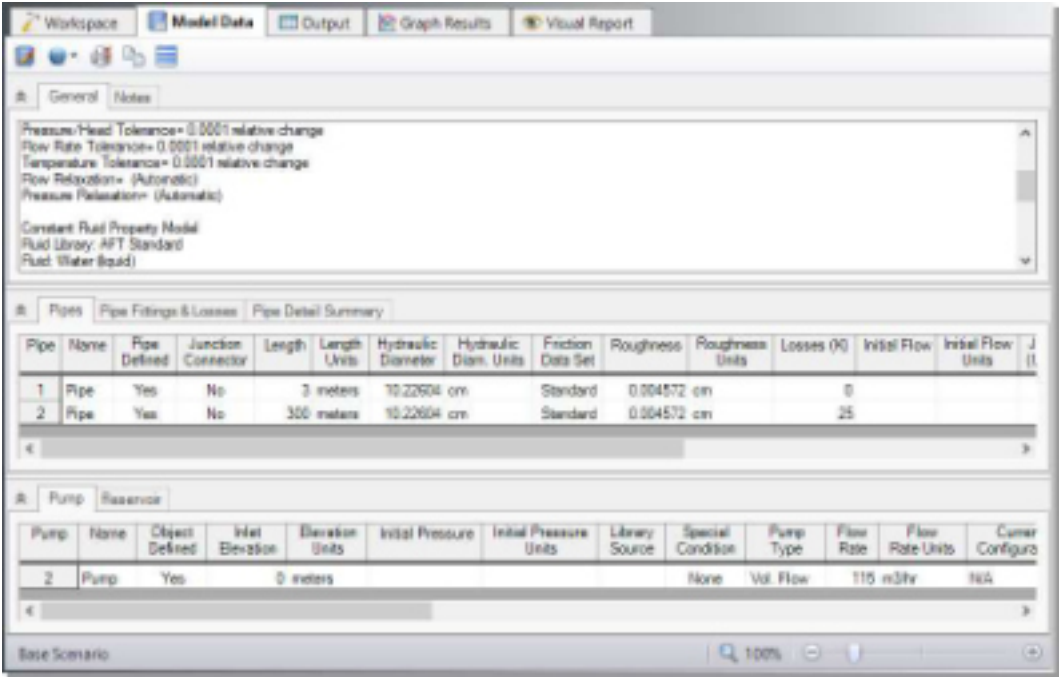 Workspace Model Data Output Graph Results Visual Report
General Notes
Pressure/Head Tolerance= 0.0001 relative change
Flow Rate Tolerance= 0.0001 relative change
Temperature Tolerance= 0.0001 relative change
Flow Relaxation= (Automatic)
Pressure Relaxation= (Automatic)
Constant Fluid Property Model
Fluid Library: AFT Standard
Fluid: Water (liquid)
Pipes Pipe Fittings & Losses Pipe Detail Summary
Pipe Name Pipe Junction Length Length Hydraulic Hydraulic Friction Roughness Roughness Losses (K) Initial Flow Initial Flow J
Defined Connector Units Diameter Diam. Units Data Set Units Units (U
1 Pipe Yes No 3 meters 10.22604 cm Standard 0.004572 cm 0
2 Pipe Yes No 300 meters 10.22604 cm Standard 0.004572 cm 25
Pump Reservoir
Pump Name Object Inlet Elevation Initial Pressure Initial Pressure Library Special Pump Flow Flow Curren
Defined Elevation Units Units Source Condition Type Rate Rate Units Configura
2 Pump Yes 0 meters None Vol. Flow 115 m3/hr N/A
Base Scenario 100%